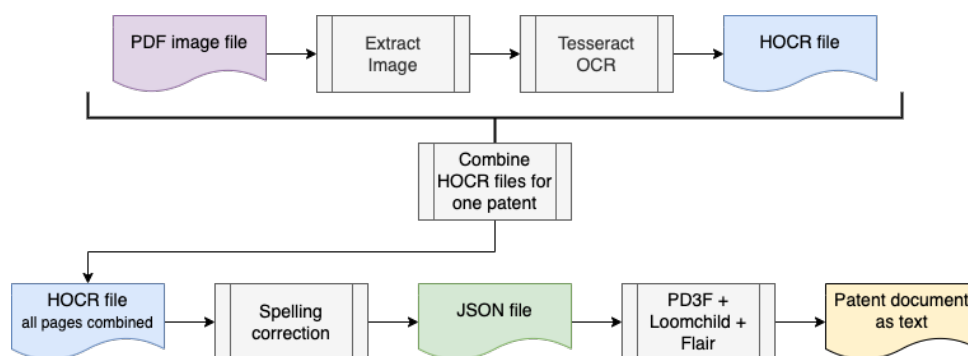 PDF image file
Extract
Image
Tesseract
OCR
HOCR file
Combine
HOCR files for
one patent
HOCR file
all pages combined
Spelling
correction
JSON file
PD3F +
Loomchild +
Flair
Patent document
as text